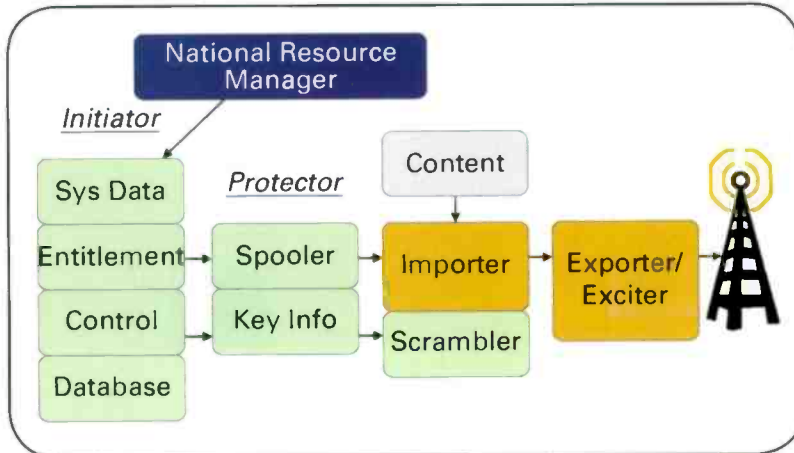 National Resource
Manager
Initiator
Sys Data
Entitlement
Control
Database
Protector
Spooler
Key Info
Content
Importer
Scrambler
Exporter/
Exciter